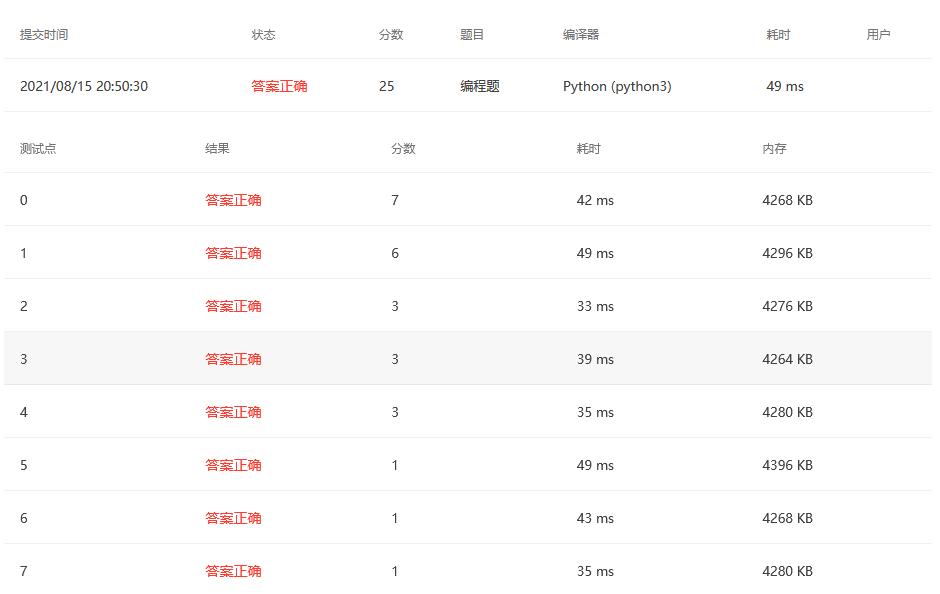 提交时间 状态 分数 题目 编译器 耗时 用户
2021/08/15 20:50:30 答案正确 25 编程题 Python (python3) 49 ms
测试点 结果 分数 耗时 内存
0 答案正确 7 42 ms 4268 KB
1 答案正确 6 49 ms 4296 KB
2 答案正确 3 33 ms 4276 KB
3 答案正确 3 39 ms 4264 KB
4 答案正确 3 35 ms 4280 KB
5 答案正确 1 49 ms 4396 KB
6 答案正确 1 43 ms 4268 KB
7 答案正确 1 35 ms 4280 KB